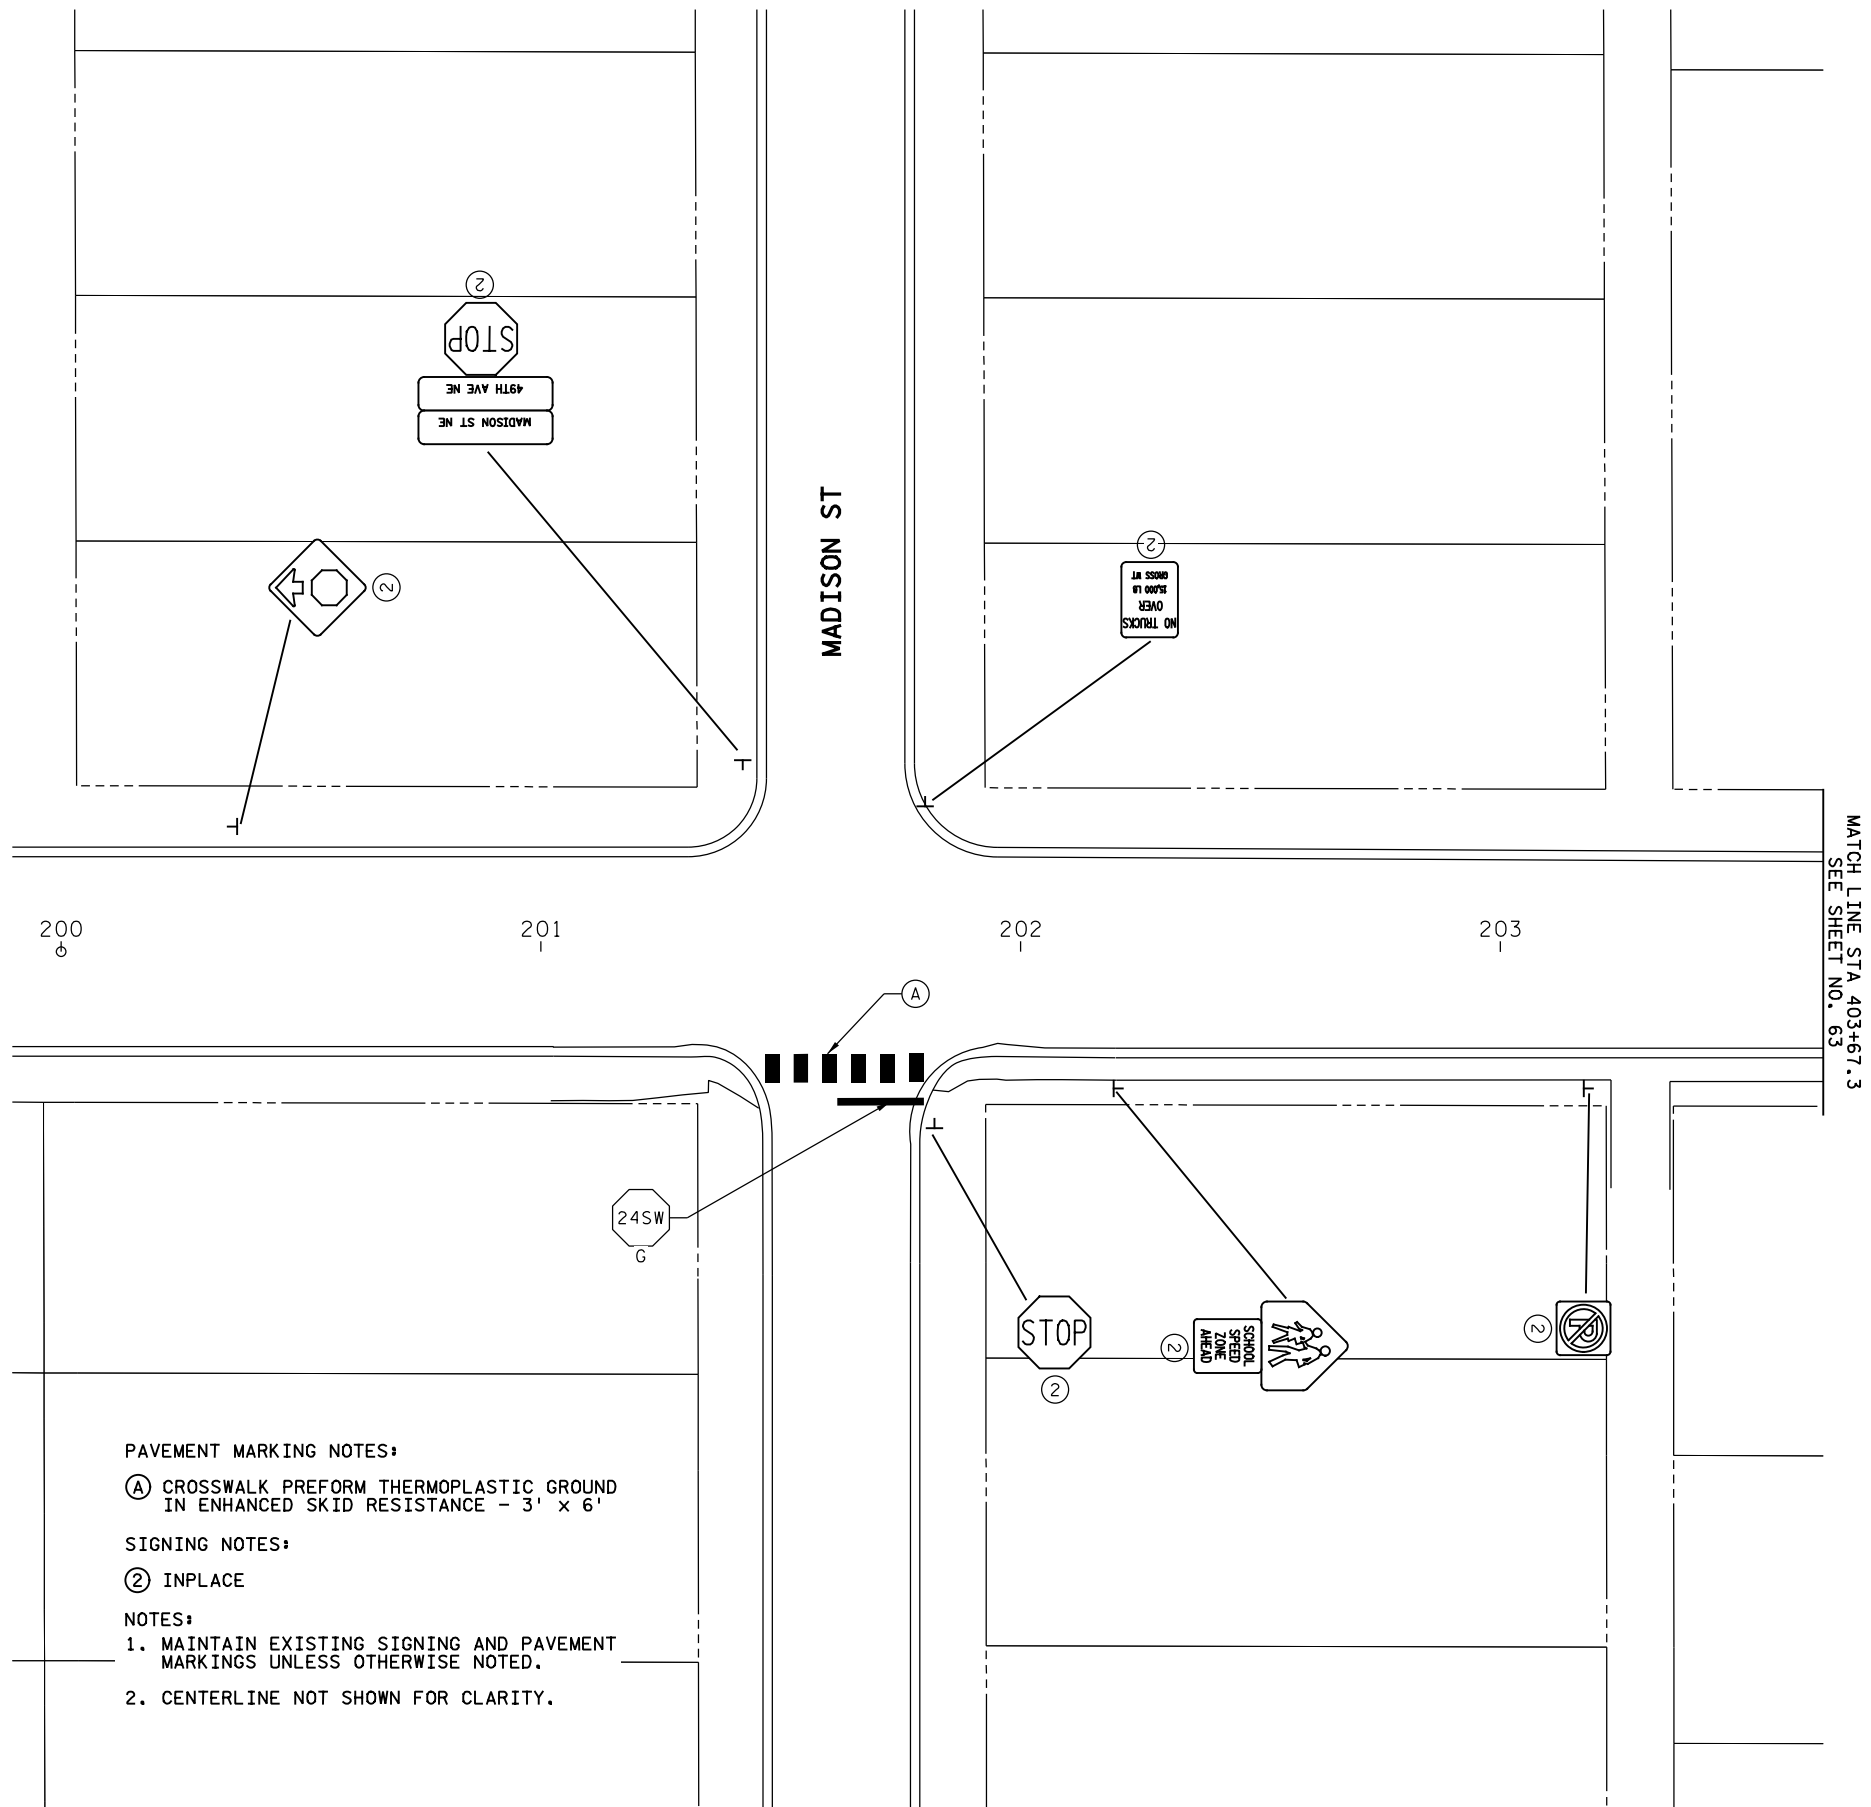 2
STOP
49TH AVE NE
MADISON ST NE
2
MADISON ST
2
NO TRUCKS
OVER
15,000 LB
GROSS WT
MATCH LINE STA 403+67.3
SEE SHEET NO. 63
200
201
202
203
A
24SW
G
STOP
2
2
SCHOOL
SPEED
ZONE
AHEAD
2
P
PAVEMENT MARKING NOTES:
A CROSSWALK PREFORM THERMOPLASTIC GROUND
IN ENHANCED SKID RESISTANCE - 3' x 6'
SIGNING NOTES:
2 INPLACE
NOTES:
1. MAINTAIN EXISTING SIGNING AND PAVEMENT
MARKINGS UNLESS OTHERWISE NOTED.
2. CENTERLINE NOT SHOWN FOR CLARITY.